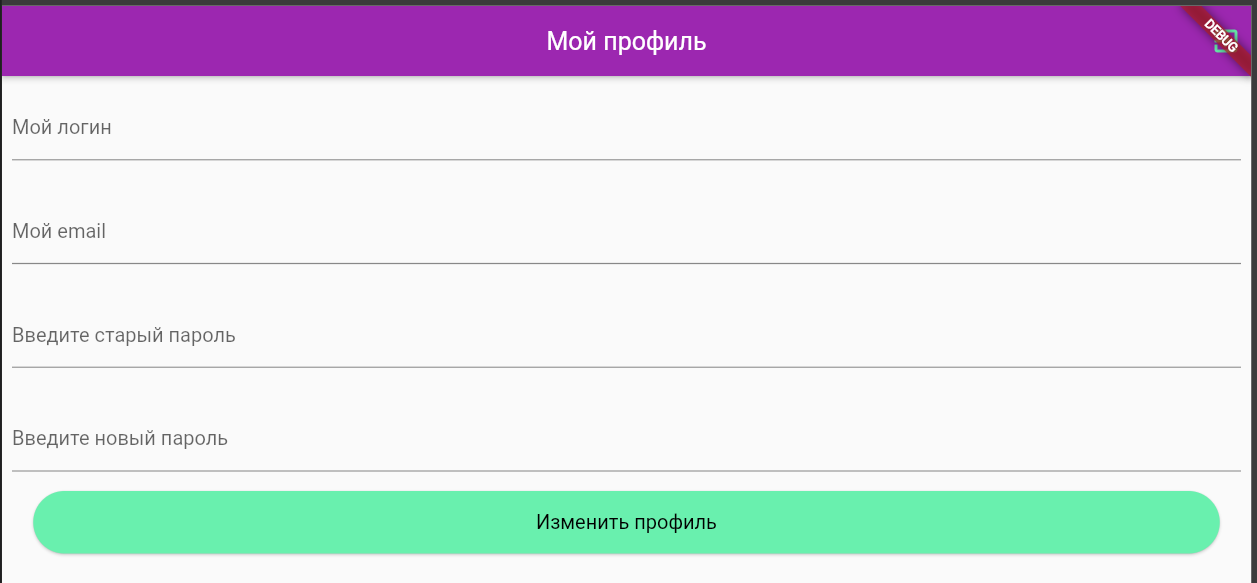 Мой профиль
DEBUG
Мой логин
Мой email
Введите старый пароль
Введите новый пароль
Изменить профиль